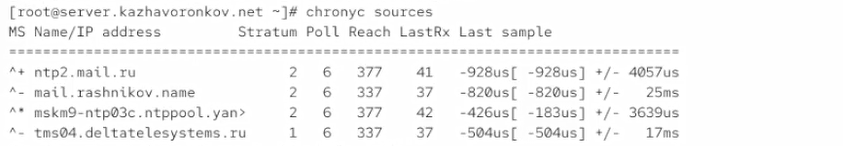 [root@server.kazhavoronkov.net ~]# chronyc sources
MS Name/IP address         Stratum Poll Reach LastRx Last sample
===============================================================================
^+ ntp2.mail.ru                  2   6   377    41   -928us[ -928us] +/- 4057us
^- mail.rashnikov.name           2   6   337    37   -820us[ -820us] +/-   25ms
^* mskm9-ntp03c.ntppool.yan>     2   6   377    42   -426us[ -183us] +/- 3639us
^- tms04.deltatelesystems.ru     1   6   337    37   -504us[ -504us] +/-   17ms